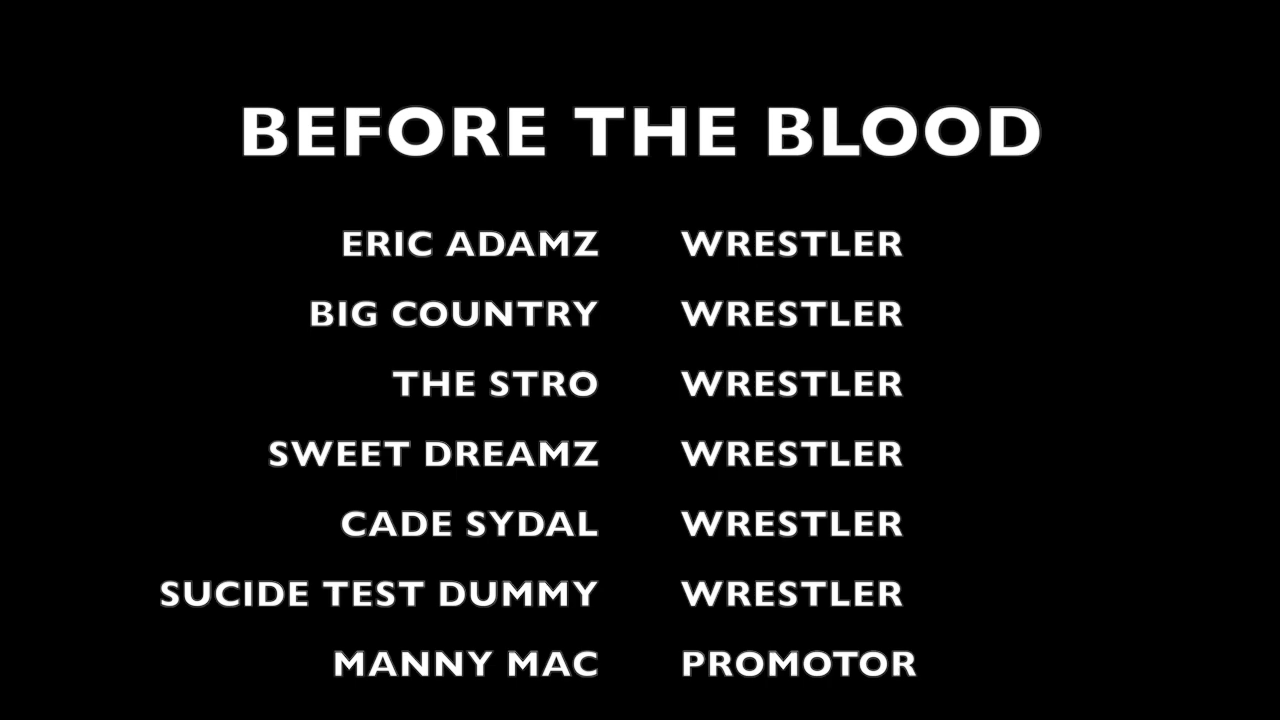 BEFORE THE BLOOD
ERIC ADAMZ WRESTLER
BIG COUNTRY WRESTLER
THE STRO WRESTLER
SWEET DREAMZ WRESTLER
CADE SYDAL WRESTLER
SUCIDE TEST DUMMY WRESTLER
MANNY MAC PROMOTOR